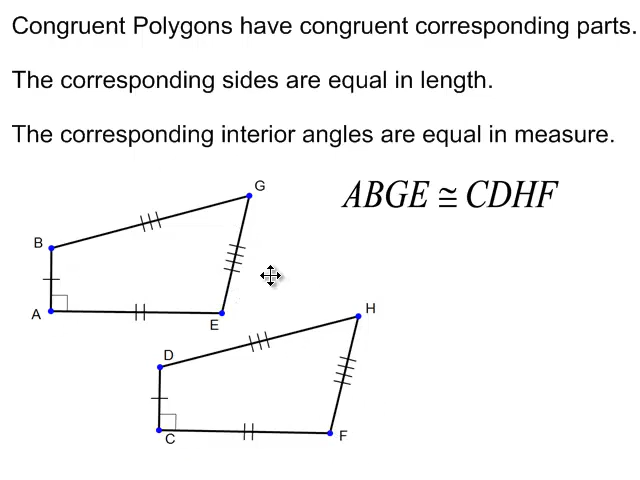 Congruent Polygons have congruent corresponding parts.
The corresponding sides are equal in length.
The corresponding interior angles are equal in measure.
ABGE ≅ CDHF
G
B
A
E
H
D
C
F